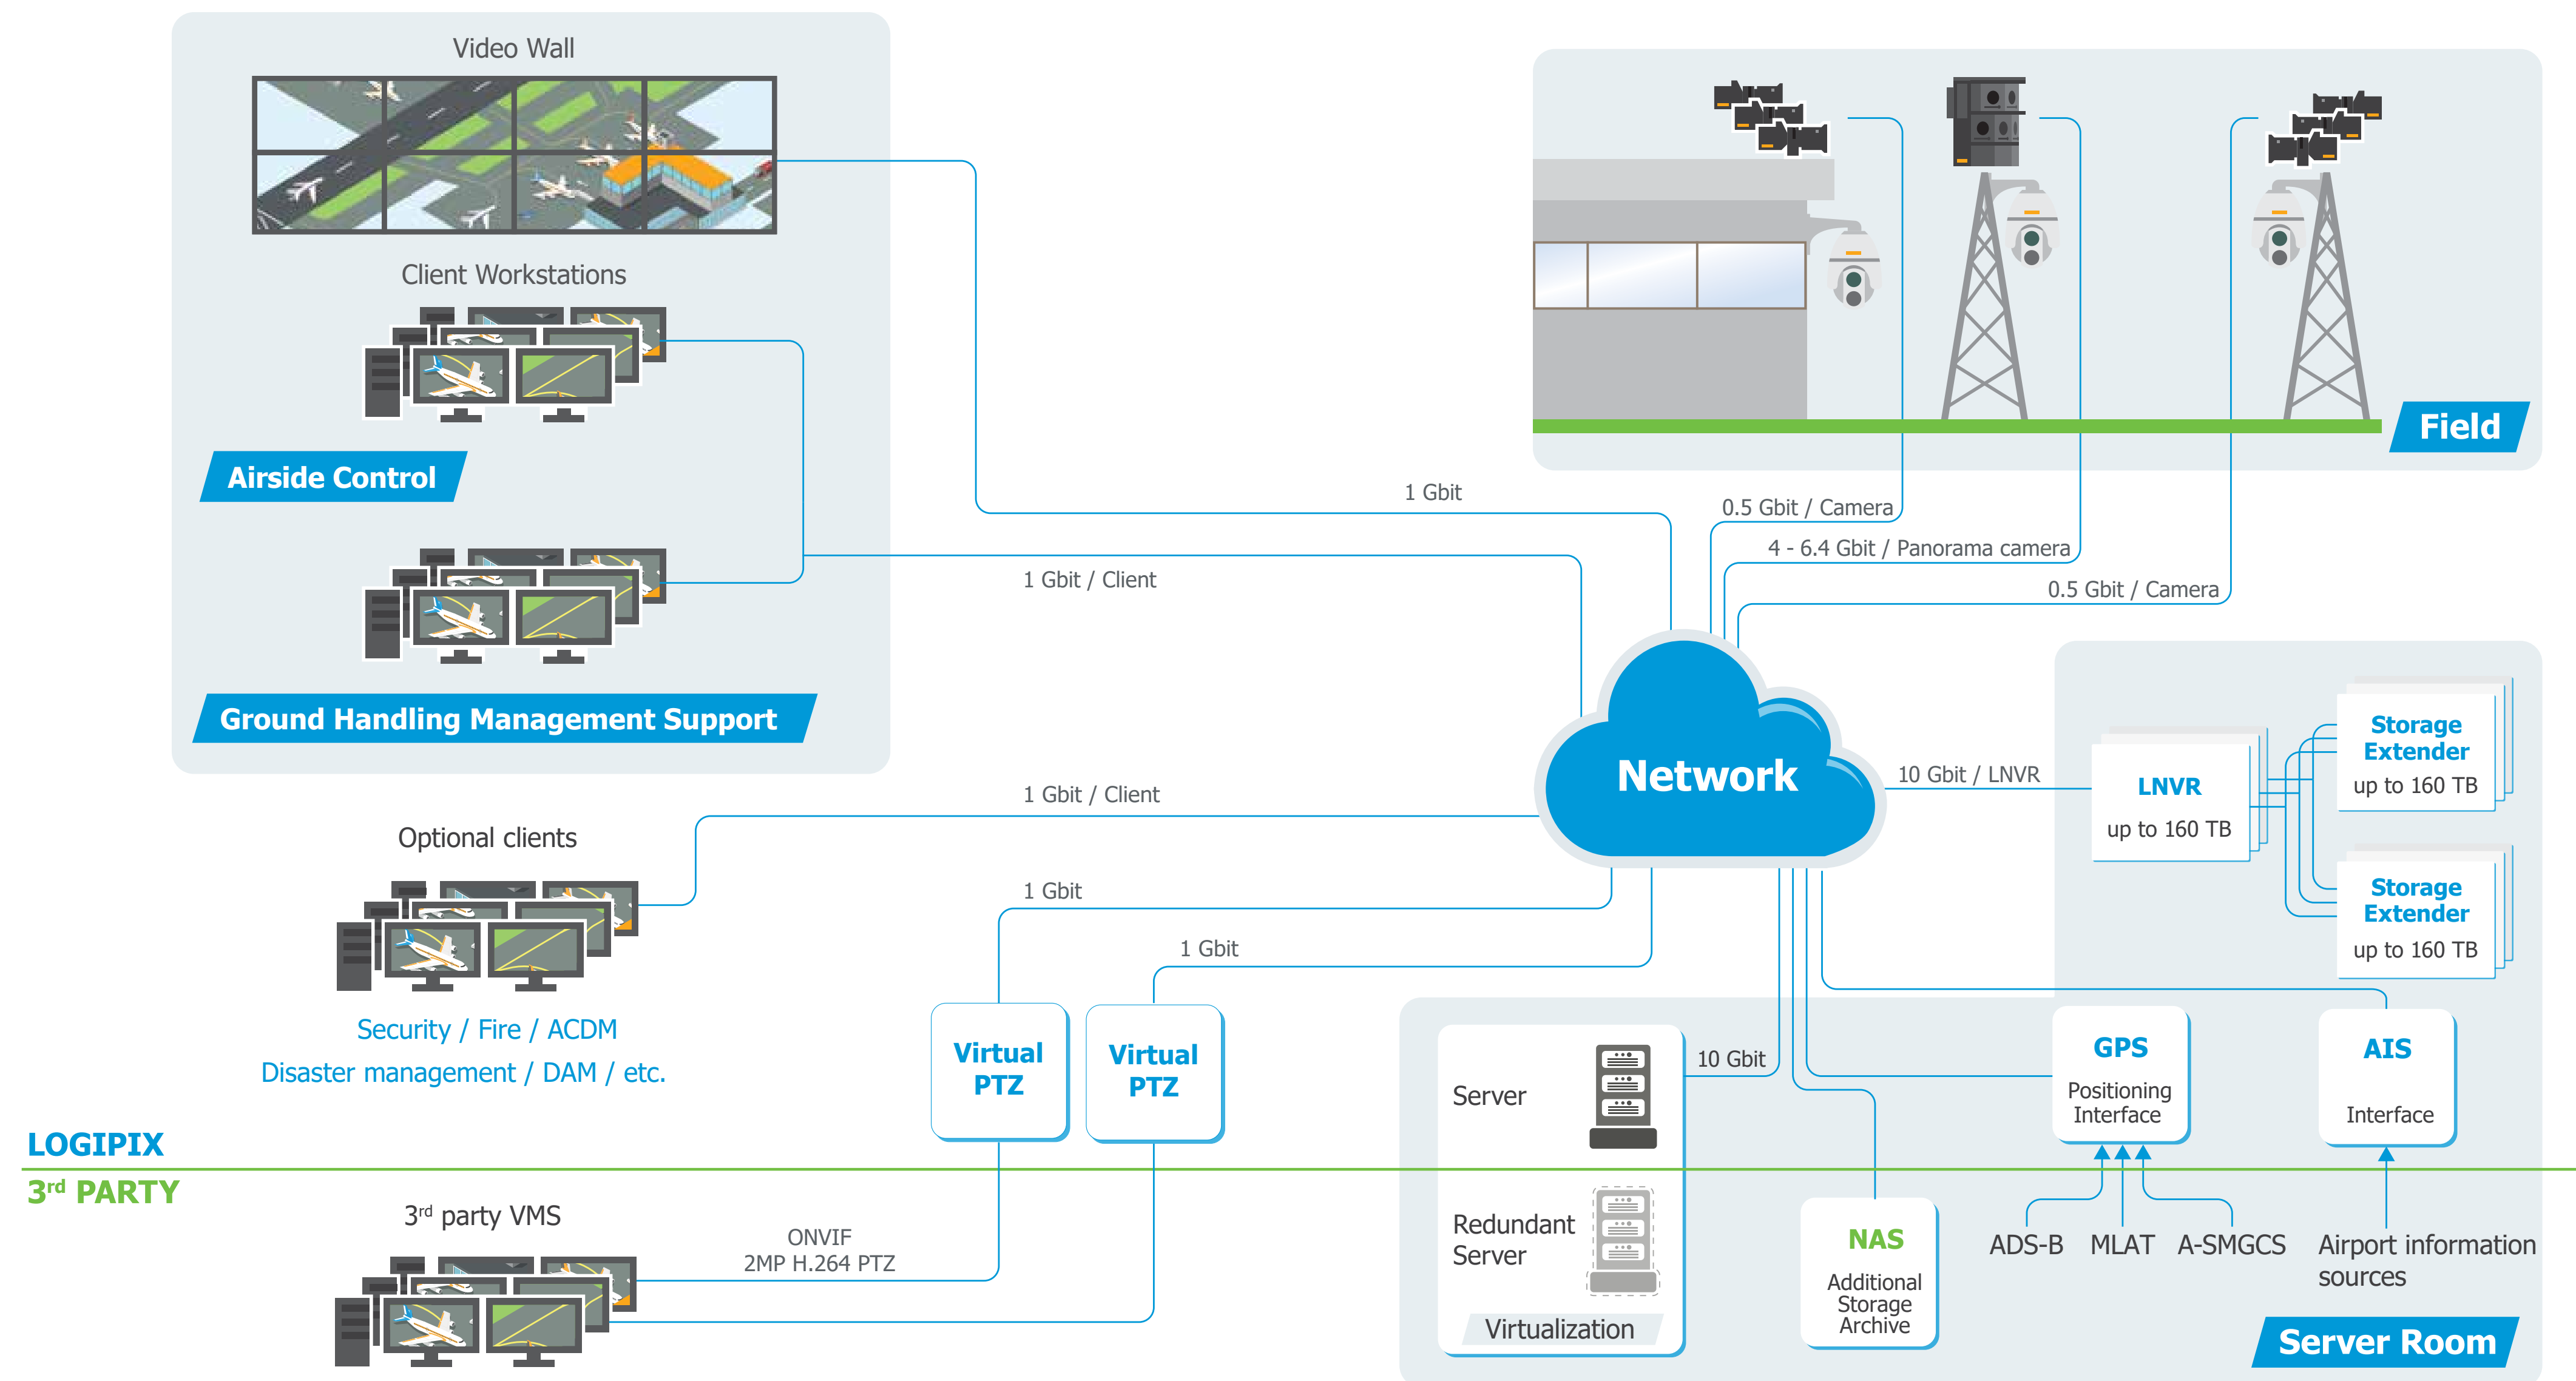 Video Wall
Client Workstations
Airside Control
Ground Handling Management Support
Field
1 Gbit
0.5 Gbit / Camera
4 - 6.4 Gbit / Panorama camera
0.5 Gbit / Camera
1 Gbit / Client
Network
10 Gbit / LNVR
LNVR
up to 160 TB
Storage
Extender
up to 160 TB
Storage
Extender
up to 160 TB
1 Gbit / Client
Optional clients
Security / Fire / ACDM
Disaster management / DAM / etc.
1 Gbit
1 Gbit
Virtual
PTZ
Virtual
PTZ
Server
10 Gbit
GPS
Positioning
Interface
AIS
Interface
LOGIPIX
3rd PARTY
3rd party VMS
ONVIF
2MP H.264 PTZ
Redundant
Server
Virtualization
NAS
Additional
Storage
Archive
ADS-B
MLAT
A-SMGCS
Airport information
sources
Server Room